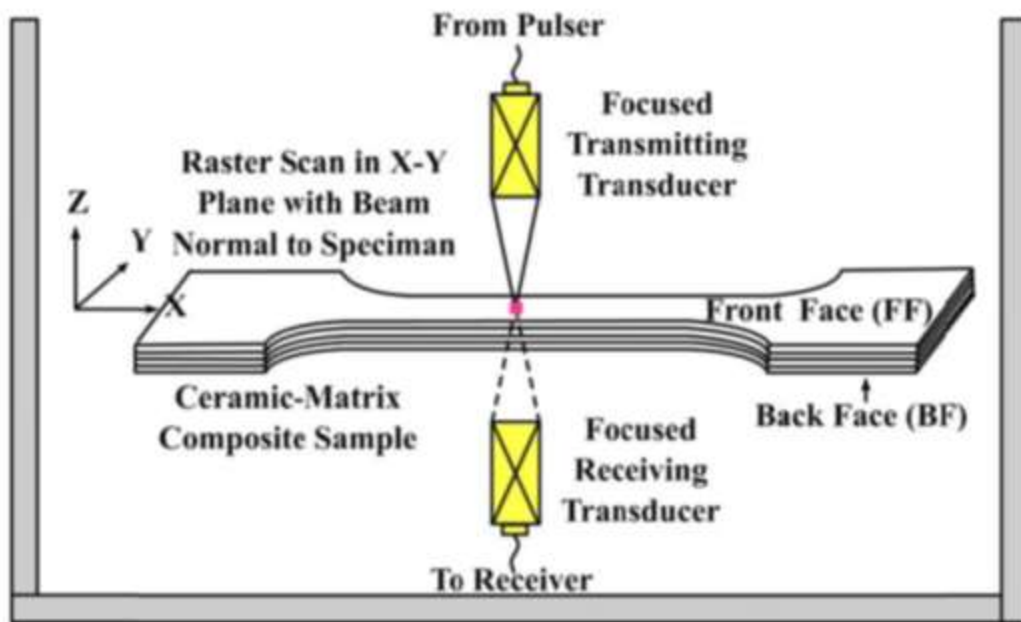 From Pulser
Focused
Transmitting
Transducer
Raster Scan in X-Y
Plane with Beam
Normal to Speciman
Z
Y
X
Front Face (FF)
Ceramic-Matrix
Composite Sample
Back Face (BF)
Focused
Receiving
Transducer
To Receiver